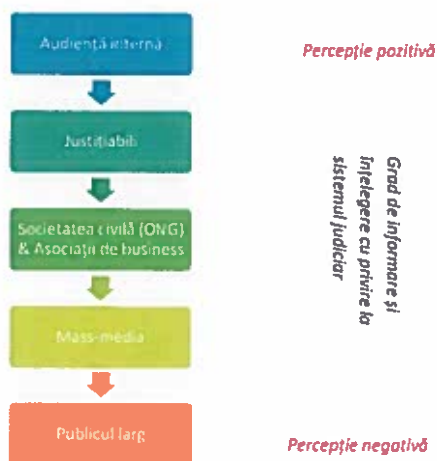 Audiență internă
Percepție pozitivă
Justițiabili
Grad de informare și
înțelegere cu privire la
sistemul judiciar
Societatea civilă (ONG)
& Asociații de business
Mass-media
Publicul larg
Percepție negativă